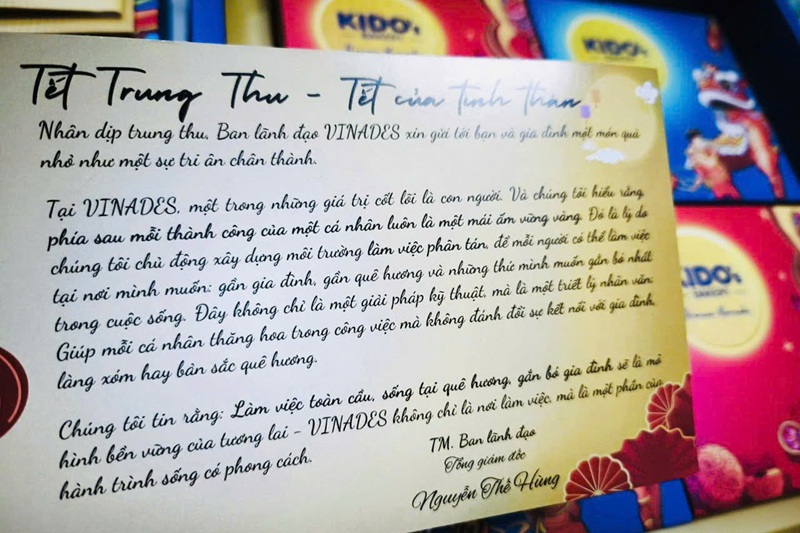 KIDO's
KIDO's
Tết Trung Thu - Tết của tình thân
Nhân dịp trung thu, Ban lãnh đạo VINADES xin gửi tới bạn và gia đình một món quà
nhỏ như một sự tri ân chân thành.
Tại VINADES, một trong những giá trị cốt lõi là con người. Và chúng tôi hiểu rằng,
phía sau mỗi thành công của một cá nhân luôn là một mái ấm vững vàng. Đó là lý do
chúng tôi chủ động xây dựng môi trường làm việc phân tán, để mỗi người có thể làm việc
tại nơi mình muốn: gần gia đình, gần quê hương và những thứ mình muốn gắn bó nhất
trong cuộc sống. Đây không chỉ là một giải pháp kỹ thuật, mà là một triết lý nhân văn:
Giúp mỗi cá nhân thăng hoa trong công việc mà không đánh đổi sự kết nối với gia đình,
làng xóm hay bản sắc quê hương.
Chúng tôi tin rằng: Làm việc toàn cầu, sống tại quê hương, gắn bó gia đình sẽ là mô
hình bền vững của tương lai – VINADES không chỉ là nơi làm việc, mà là một phần của
hành trình sống có phong cách.
TM. Ban lãnh đạo
Tổng giám đốc
Nguyễn Thế Hùng
KIDO's